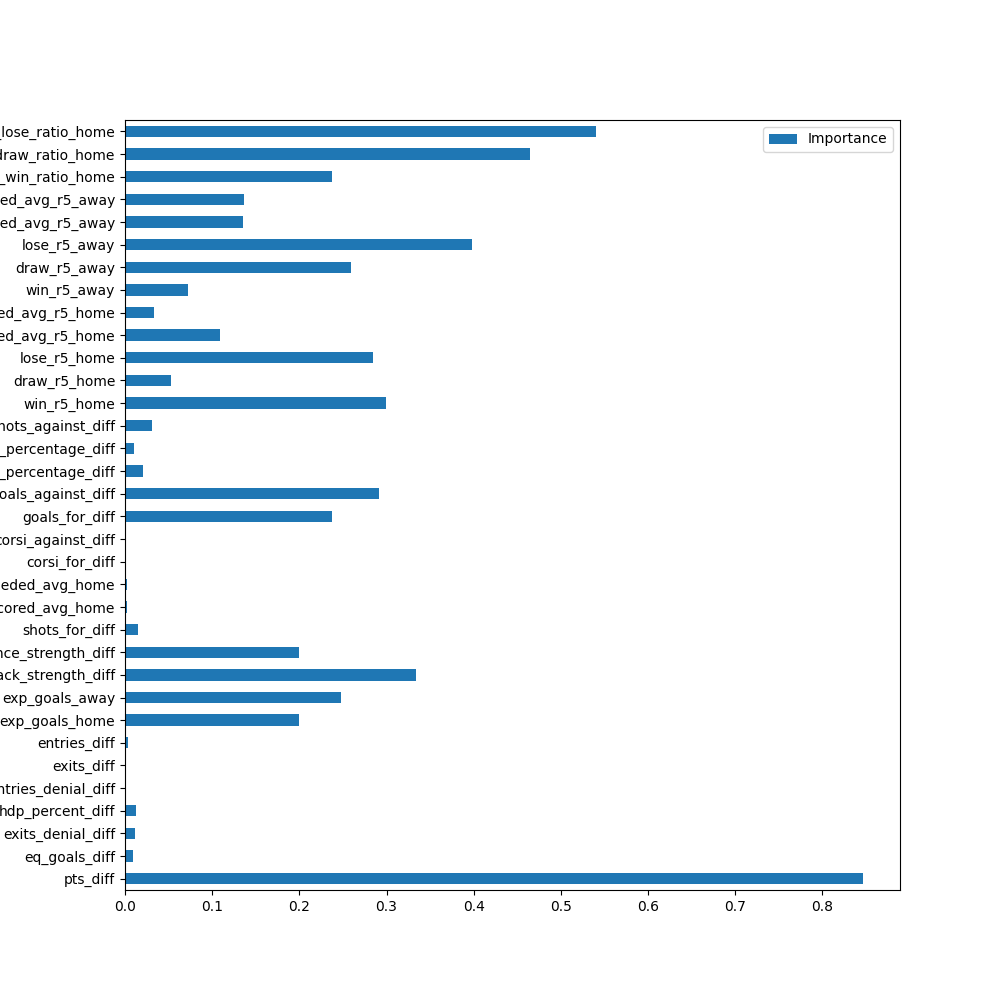 _lose_ratio_home
draw_ratio_home
_win_ratio_home
ed_avg_r5_away
ed_avg_r5_away
lose_r5_away
draw_r5_away
win_r5_away
ed_avg_r5_home
ed_avg_r5_home
lose_r5_home
draw_r5_home
win_r5_home
hots_against_diff
_percentage_diff
_percentage_diff
oals_against_diff
goals_for_diff
corsi_against_diff
corsi_for_diff
eded_avg_home
cored_avg_home
shots_for_diff
nce_strength_diff
ack_strength_diff
exp_goals_away
exp_goals_home
entries_diff
exits_diff
ntries_denial_diff
hdp_percent_diff
exits_denial_diff
eq_goals_diff
pts_diff
0.0 0.1 0.2 0.3 0.4 0.5 0.6 0.7 0.8
Importance